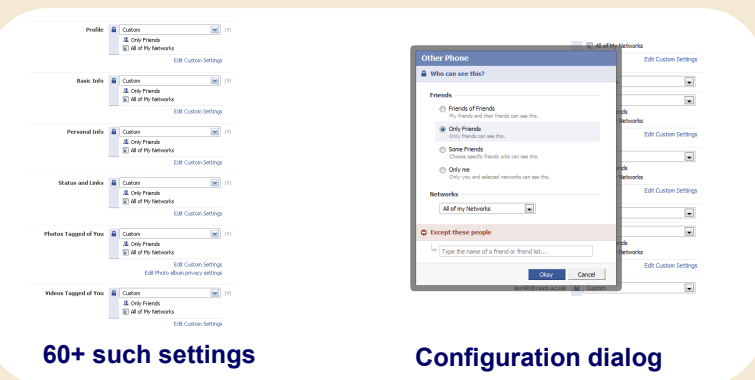 Profile Custom [?]
Only Friends
All of My Networks
Edit Custom Settings
Basic Info Custom [?]
Only Friends
All of My Networks
Edit Custom Settings
Personal Info Custom [?]
Only Friends
All of My Networks
Edit Custom Settings
Status and Links Custom [?]
Only Friends
All of My Networks
Edit Custom Settings
Photos Tagged of You Custom [?]
Only Friends
All of My Networks
Edit Custom Settings
Edit Photo album privacy settings
Videos Tagged of You Custom [?]
Only Friends
All of My Networks
Edit Custom Settings
60+ such settings
All of My Networks
Edit Custom Settings
Other Phone
Who can see this?
Friends
Friends of Friends
My friends and their friends can see this.
Only Friends
Only friends can see this.
Some Friends
Choose specific friends who can see this.
Only me
Only you and selected networks can see this.
Networks
All of my Networks
Except these people
Type the name of a friend or friend list...
Okay Cancel
Networks
Edit Custom Settings
Networks
Edit Custom Settings
Networks
Edit Custom Settings
Custom
Configuration dialog